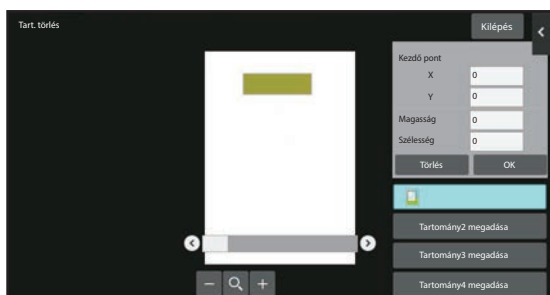 Tart. törlés
Kilépés
Kezdő pont
X 0
Y 0
Magasság 0
Szélesség 0
Törlés OK
Tartomány2 megadása
Tartomány3 megadása
Tartomány4 megadása